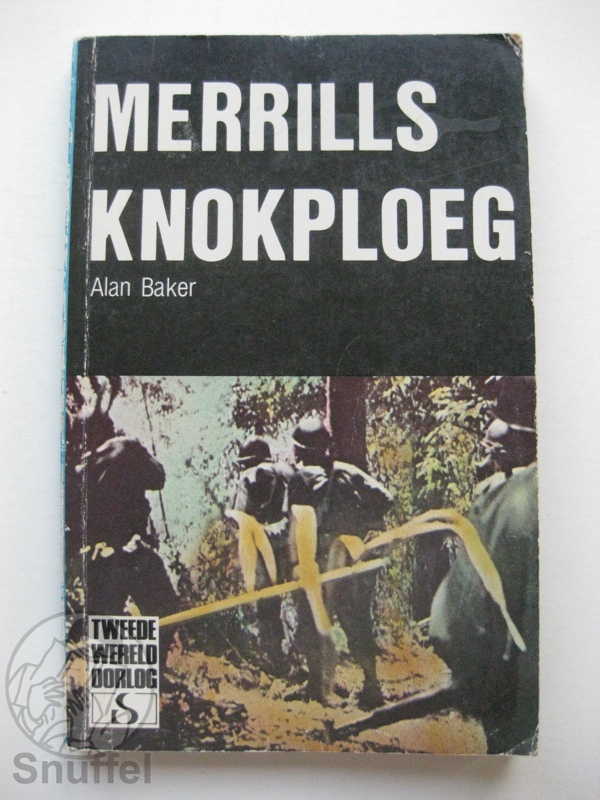 MERRILLS
KNOKPLOEG
Alan Baker
TWEEDE
WERELD
OORLOG
S
Snuffel